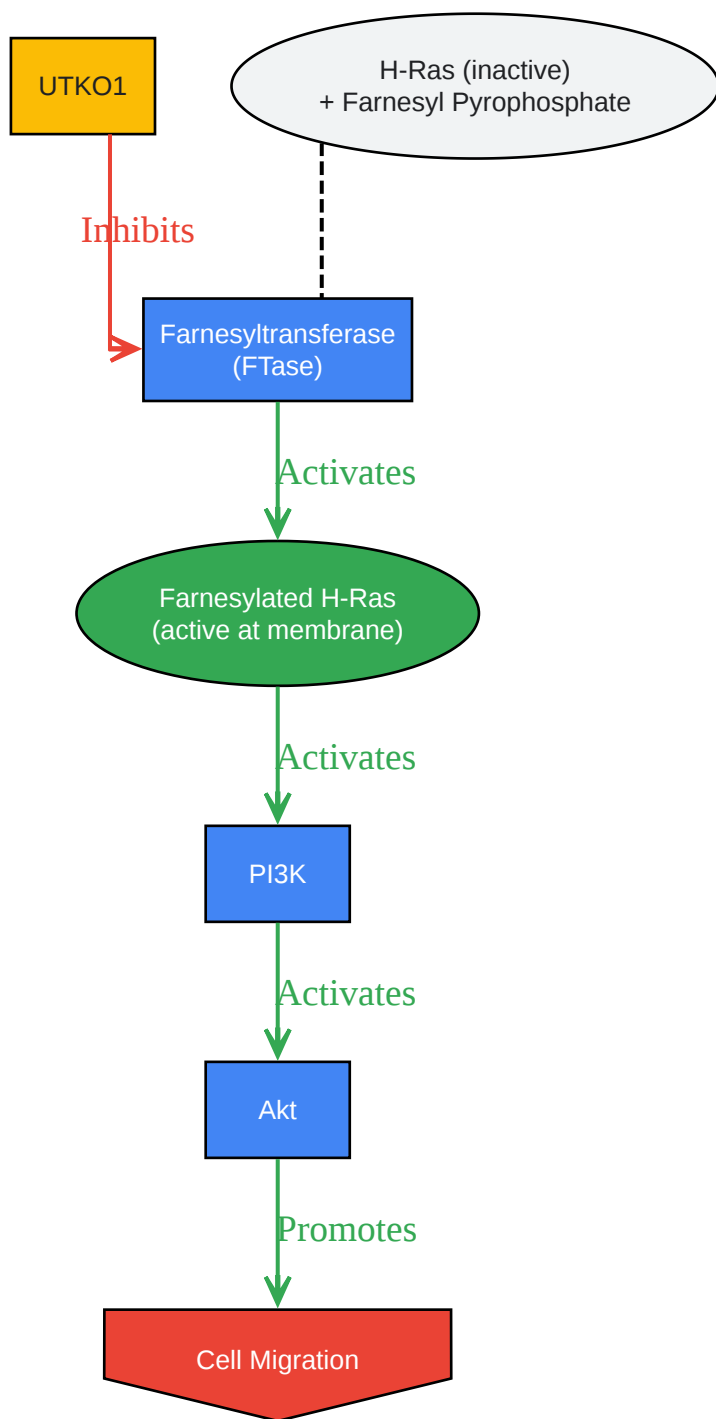 UTKO1
H-Ras (inactive)
+ Farnesyl Pyrophosphate
Inhibits
Farnesyltransferase
(FTase)
Activates
Farnesylated H-Ras
(active at membrane)
Activates
PI3K
Activates
Akt
Promotes
Cell Migration